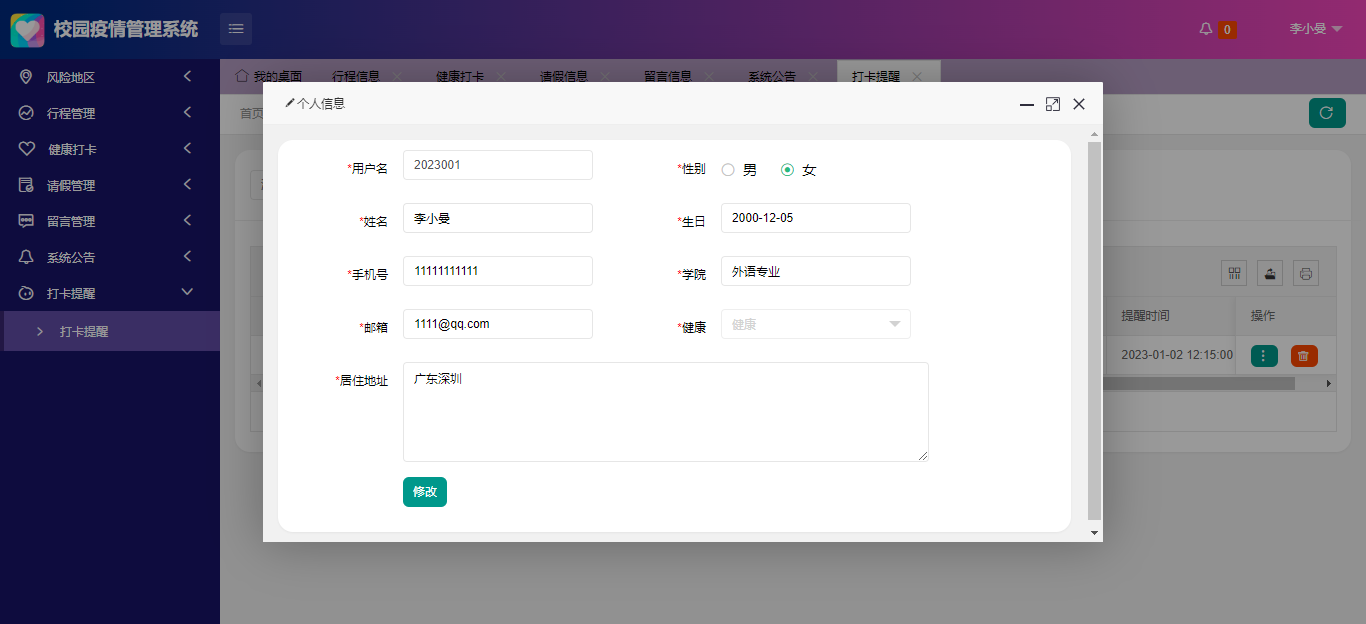 校园疫情管理系统
0
李小曼
风险地区
行程管理
健康打卡
请假管理
留言管理
系统公告
打卡提醒
打卡提醒
我的桌面
行程信息
健康打卡
请假信息
留言信息
系统公告
打卡提醒
首页
个人信息
*用户名
2023001
*性别
男
女
*姓名
李小曼
*生日
2000-12-05
*手机号
11111111111
*学院
外语专业
*邮箱
1111@qq.com
*健康
健康
*居住地址
广东深圳
修改
提醒时间
操作
2023-01-02 12:15:00